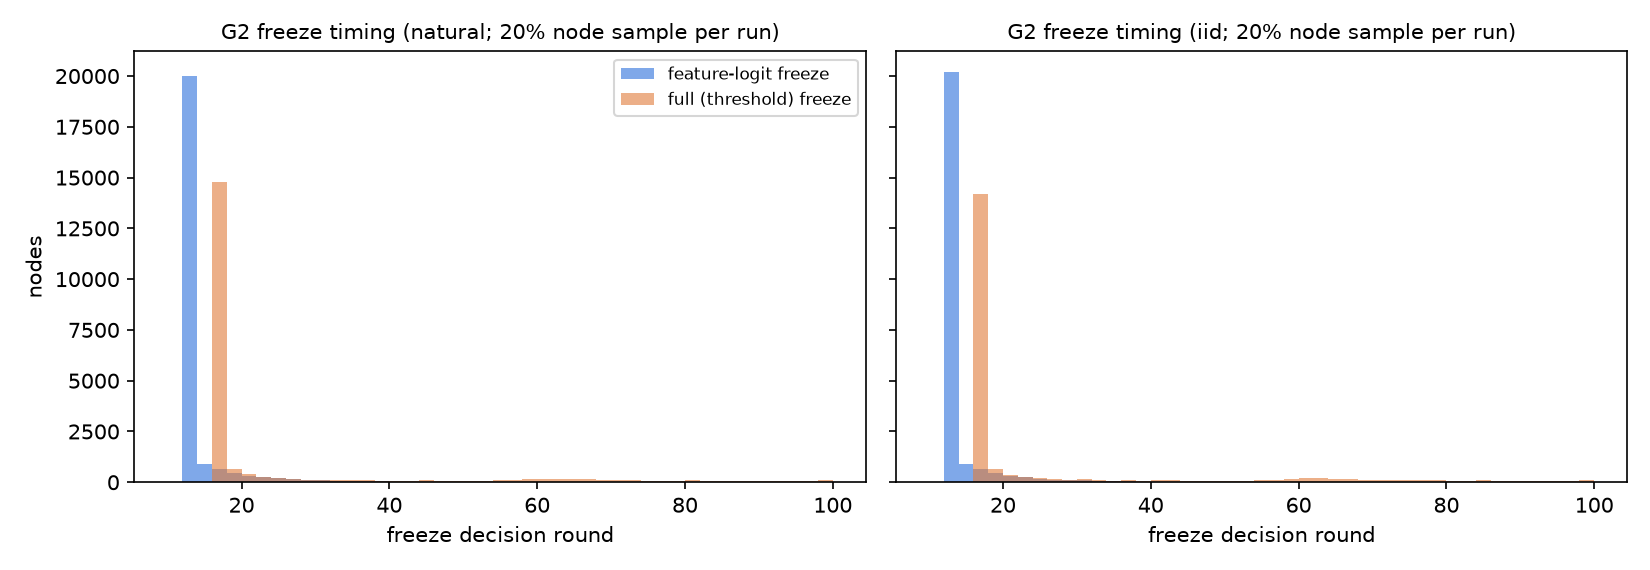 G2 freeze timing (natural; 20% node sample per run)
G2 freeze timing (iid; 20% node sample per run)
feature-logit freeze
full (threshold) freeze
nodes
20000
17500
15000
12500
10000
7500
5000
2500
0
20 40 60 80 100
20 40 60 80 100
freeze decision round
freeze decision round